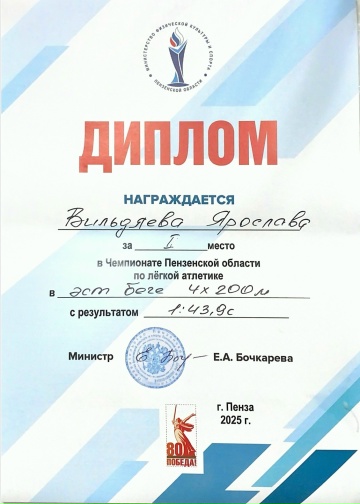 МИНИСТЕРСТВО ФИЗИЧЕСКОЙ КУЛЬТУРЫ И СПОРТА
ПЕНЗЕНСКОЙ ОБЛАСТИ
ДИПЛОМ
НАГРАЖДАЕТСЯ
Вильдяева Ярослава
за I место
в Чемпионате Пензенской области
по лёгкой атлетике
в эст. беге 4х200м
с результатом 1:43,9с
Министр Е.А. Бочкарева
80
ПОБЕДА!
г. Пенза
2025 г.